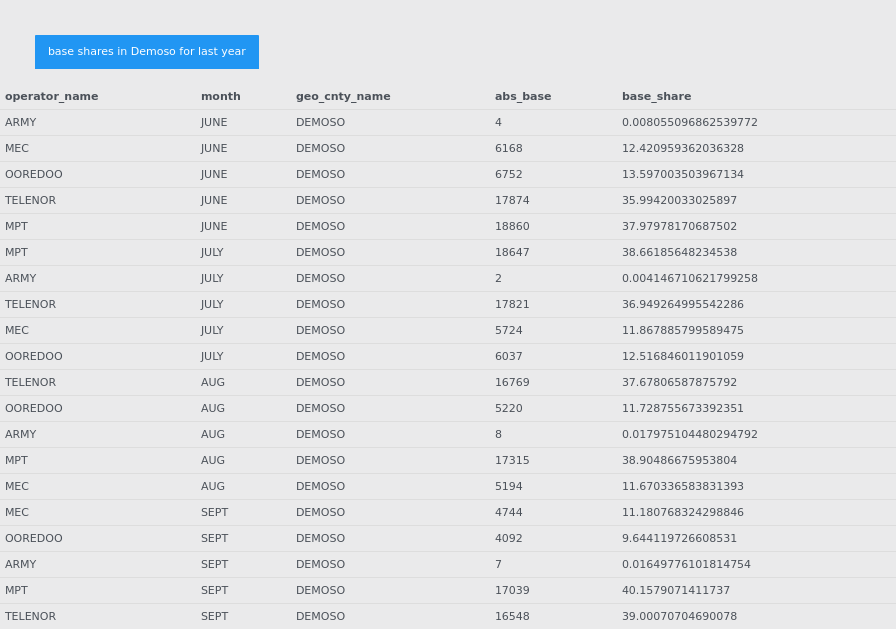 base shares in Demoso for last year
operator_name month geo_cnty_name abs_base base_share
ARMY JUNE DEMOSO 4 0.008055096862539772
MEC JUNE DEMOSO 6168 12.420959362036328
OOREDOO JUNE DEMOSO 6752 13.597003503967134
TELENOR JUNE DEMOSO 17874 35.99420033025897
MPT JUNE DEMOSO 18860 37.97978170687502
MPT JULY DEMOSO 18647 38.66185648234538
ARMY JULY DEMOSO 2 0.004146710621799258
TELENOR JULY DEMOSO 17821 36.949264995542286
MEC JULY DEMOSO 5724 11.867885799589475
OOREDOO JULY DEMOSO 6037 12.516846011901059
TELENOR AUG DEMOSO 16769 37.67806587875792
OOREDOO AUG DEMOSO 5220 11.728755673392351
ARMY AUG DEMOSO 8 0.017975104480294792
MPT AUG DEMOSO 17315 38.90486675953804
MEC AUG DEMOSO 5194 11.670336583831393
MEC SEPT DEMOSO 4744 11.180768324298846
OOREDOO SEPT DEMOSO 4092 9.644119726608531
ARMY SEPT DEMOSO 7 0.01649776101814754
MPT SEPT DEMOSO 17039 40.1579071411737
TELENOR SEPT DEMOSO 16548 39.00070704690078